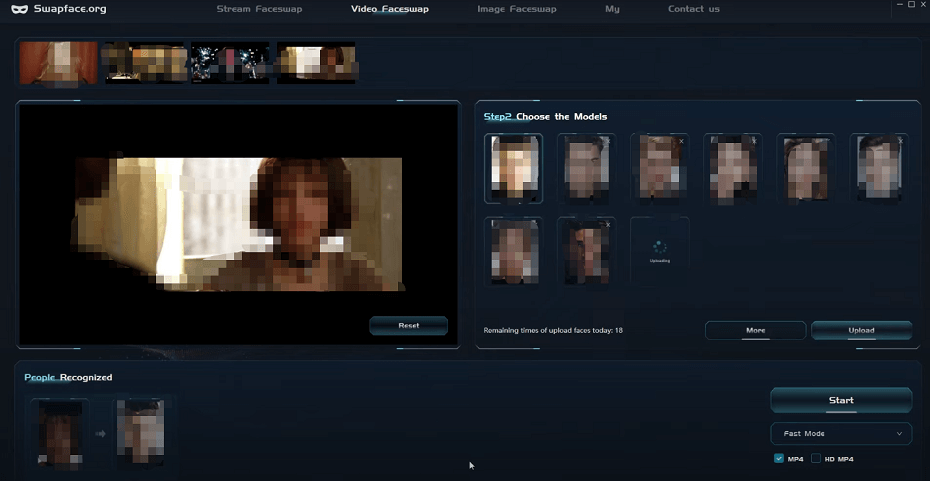 Swapface.org
Stream Faceswap
Video Faceswap
Image Faceswap
My
Contact us
Step2 Choose the Models
Uploading
Remaining times of upload faces today: 18
More
Upload
Reset
People Recognized
Start
Fast Mode
MP4
HD MP4